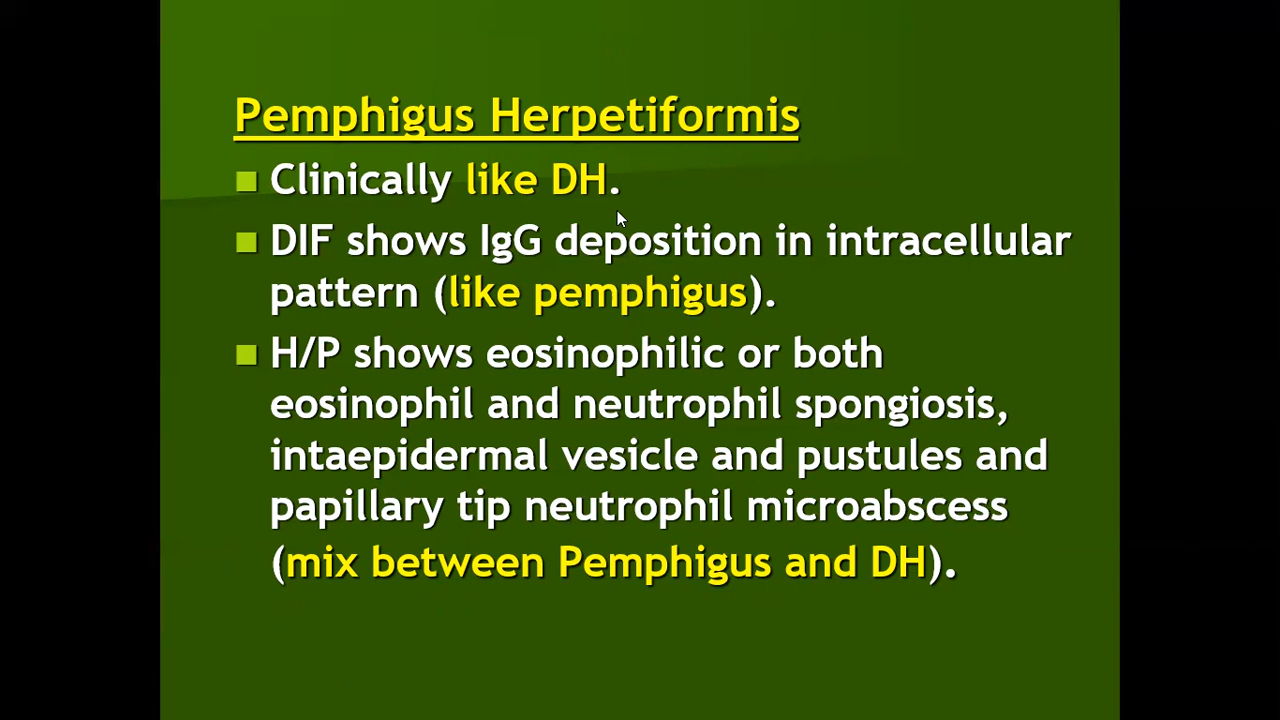 Pemphigus Herpetiformis
Clinically like DH.
DIF shows IgG deposition in intracellular
pattern (like pemphigus).
H/P shows eosinophilic or both
eosinophil and neutrophil spongiosis,
intaepidermal vesicle and pustules and
papillary tip neutrophil microabscess
(mix between Pemphigus and DH).